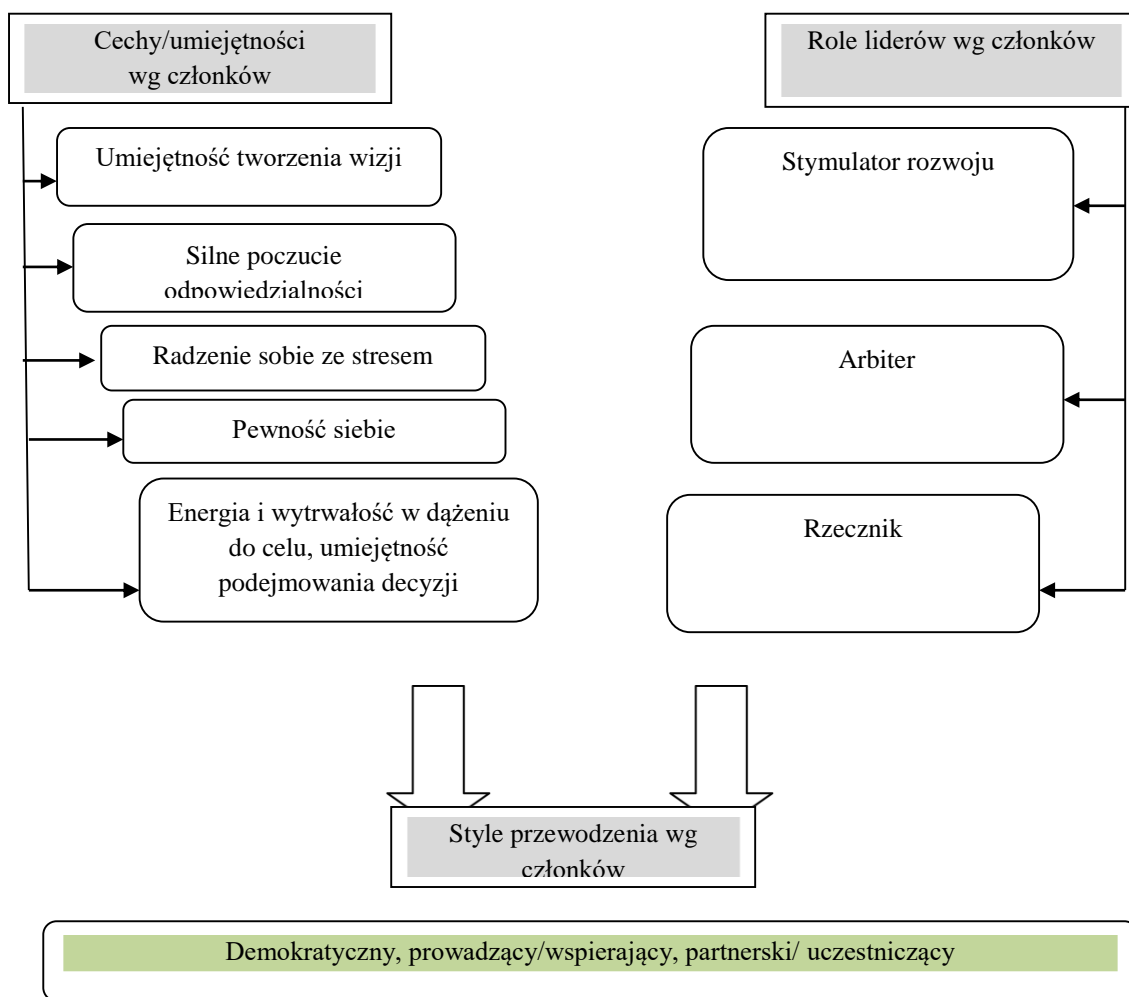 Cechy/umiejętności
wg członków
Role liderów wg członków
Umiejętność tworzenia wizji
Silne poczucie
odpowiedzialności
Radzenie sobie ze stresem
Pewność siebie
Energia i wytrwałość w dążeniu
do celu, umiejętność
podejmowania decyzji
Stymulator rozwoju
Arbiter
Rzecznik
Style przewodzenia wg
członków
Demokratyczny, prowadzący/wspierający, partnerski/ uczestniczący